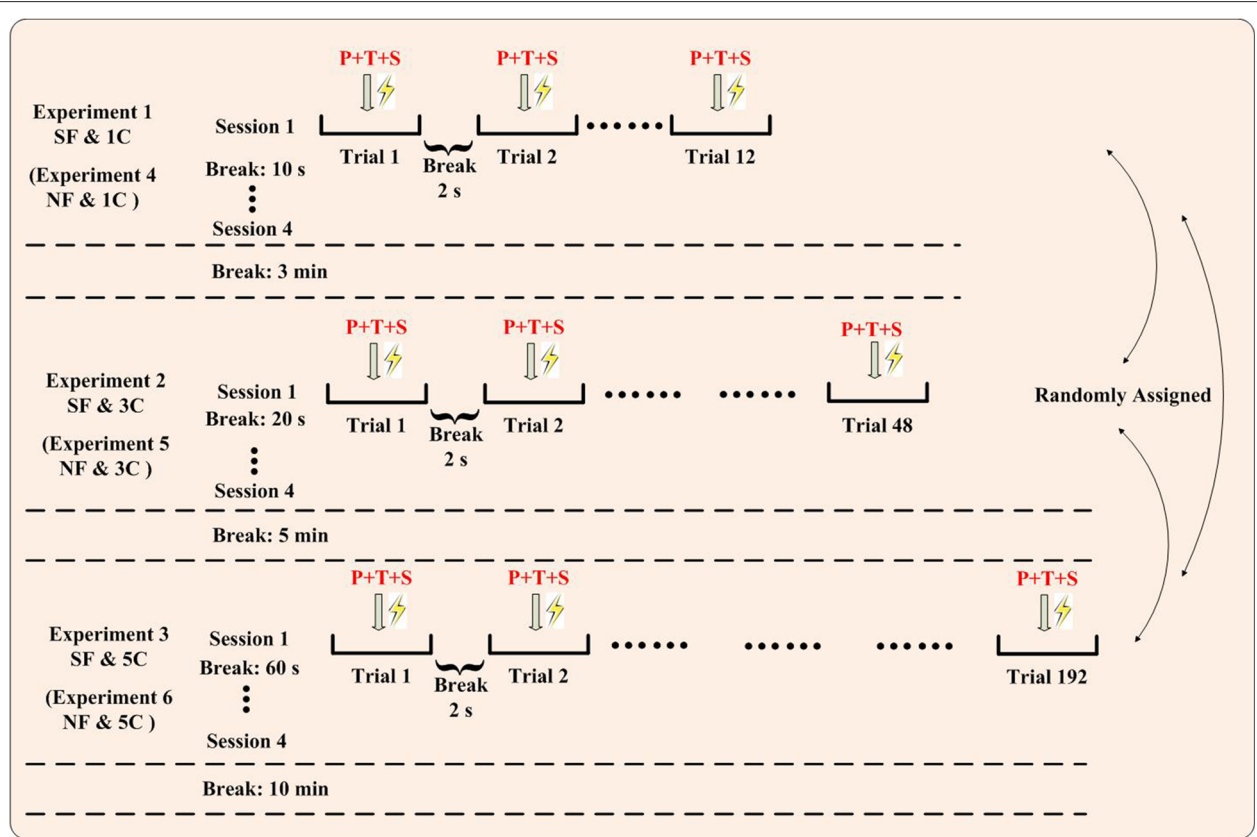 P+T+S P+T+S P+T+S
Experiment 1
SF & 1C
(Experiment 4
NF & 1C )
Session 1
Break: 10 s
Session 4
Trial 1
Break
2 s
Trial 2
Trial 12
Break: 3 min
P+T+S P+T+S P+T+S
Experiment 2
SF & 3C
(Experiment 5
NF & 3C )
Session 1
Break: 20 s
Session 4
Trial 1
Break
2 s
Trial 2
Trial 48
Randomly Assigned
Break: 5 min
P+T+S P+T+S P+T+S
Experiment 3
SF & 5C
(Experiment 6
NF & 5C )
Session 1
Break: 60 s
Session 4
Trial 1
Break
2 s
Trial 2
Trial 192
Break: 10 min